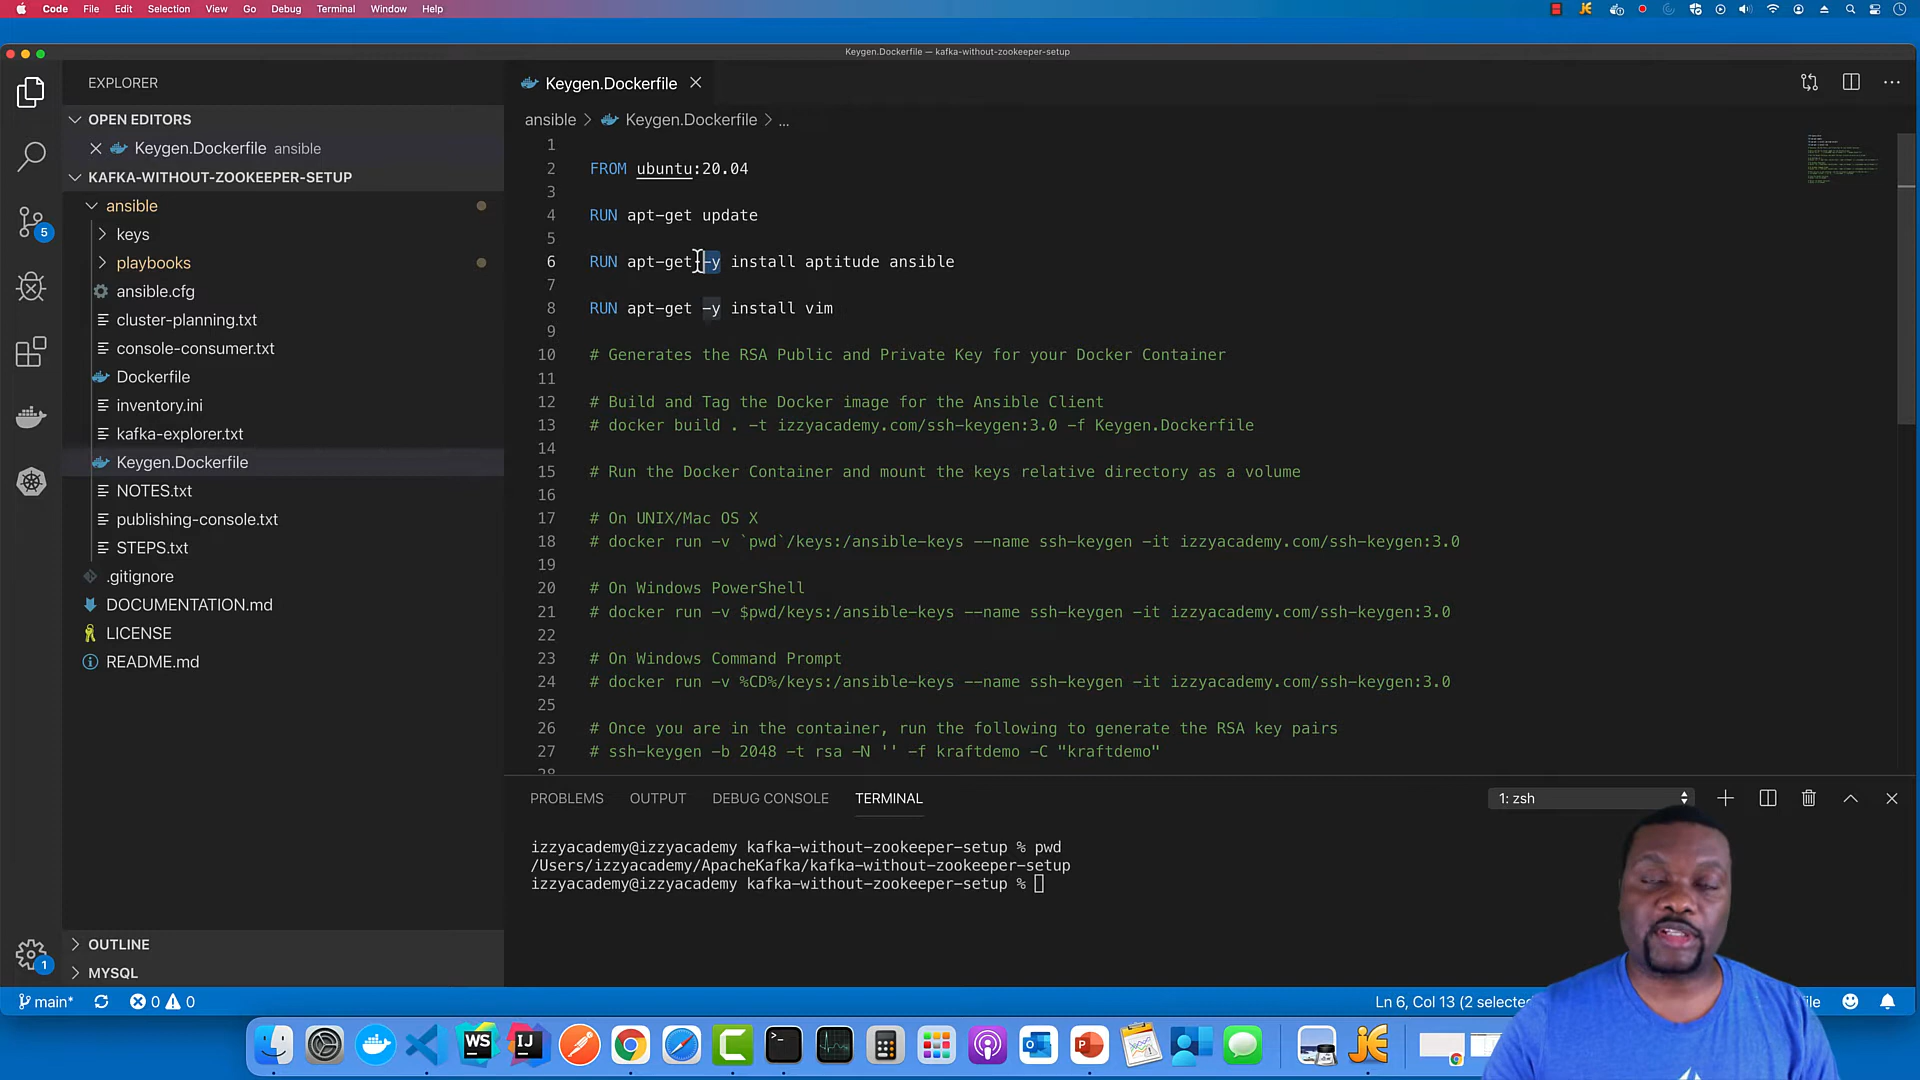 Code File Edit Selection View Go Debug Terminal Window Help
Keygen.Dockerfile — kafka-without-zookeeper-setup
EXPLORER
OPEN EDITORS
Keygen.Dockerfile ansible
KAFKA-WITHOUT-ZOOKEEPER-SETUP
ansible
keys
playbooks
ansible.cfg
cluster-planning.txt
console-consumer.txt
Dockerfile
inventory.ini
kafka-explorer.txt
Keygen.Dockerfile
NOTES.txt
publishing-console.txt
STEPS.txt
.gitignore
DOCUMENTATION.md
LICENSE
README.md
OUTLINE
MYSQL
5
1
Keygen.Dockerfile
ansible > Keygen.Dockerfile > ...
1
2 FROM ubuntu:20.04
3
4 RUN apt-get update
5
6 RUN apt-get -y install aptitude ansible
7
8 RUN apt-get -y install vim
9
10 # Generates the RSA Public and Private Key for your Docker Container
11
12 # Build and Tag the Docker image for the Ansible Client
13 # docker build . -t izzyacademy.com/ssh-keygen:3.0 -f Keygen.Dockerfile
14
15 # Run the Docker Container and mount the keys relative directory as a volume
16
17 # On UNIX/Mac OS X
18 # docker run -v `pwd`/keys:/ansible-keys --name ssh-keygen -it izzyacademy.com/ssh-keygen:3.0
19
20 # On Windows PowerShell
21 # docker run -v $pwd/keys:/ansible-keys --name ssh-keygen -it izzyacademy.com/ssh-keygen:3.0
22
23 # On Windows Command Prompt
24 # docker run -v %CD%/keys:/ansible-keys --name ssh-keygen -it izzyacademy.com/ssh-keygen:3.0
25
26 # Once you are in the container, run the following to generate the RSA key pairs
27 # ssh-keygen -b 2048 -t rsa -N '' -f kraftdemo -C "kraftdemo"
28
PROBLEMS OUTPUT DEBUG CONSOLE TERMINAL
1: zsh
izzyacademy@izzyacademy kafka-without-zookeeper-setup % pwd
/Users/izzyacademy/ApacheKafka/kafka-without-zookeeper-setup
izzyacademy@izzyacademy kafka-without-zookeeper-setup %
main* 0 0
Ln 6, Col 13 (2 selected
WS IJ